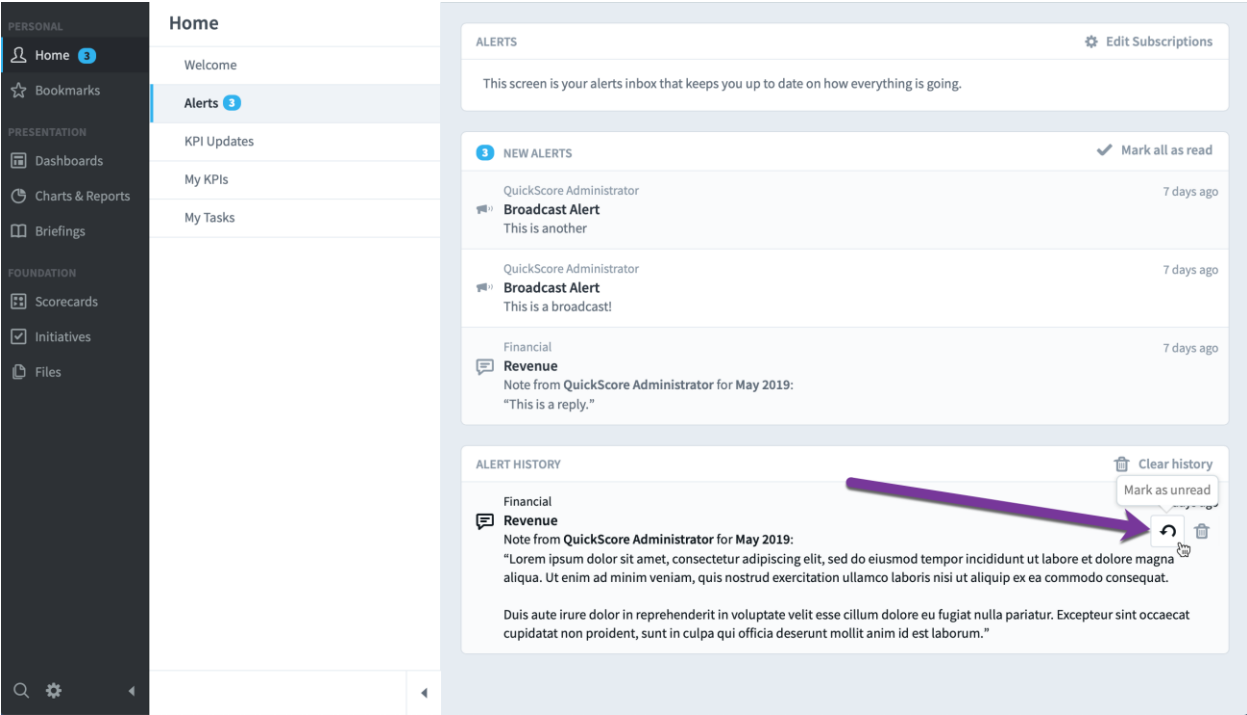 PERSONAL
Home 3
Bookmarks
PRESENTATION
Dashboards
Charts & Reports
Briefings
FOUNDATION
Scorecards
Initiatives
Files
Home
Welcome
Alerts 3
KPI Updates
My KPIs
My Tasks
ALERTS
Edit Subscriptions
This screen is your alerts inbox that keeps you up to date on how everything is going.
3 NEW ALERTS
Mark all as read
QuickScore Administrator
7 days ago
Broadcast Alert
This is another
QuickScore Administrator
7 days ago
Broadcast Alert
This is a broadcast!
Financial
7 days ago
Revenue
Note from QuickScore Administrator for May 2019:
“This is a reply.”
ALERT HISTORY
Clear history
Mark as unread
Financial
ago
Revenue
Note from QuickScore Administrator for May 2019:
“Lorem ipsum dolor sit amet, consectetur adipiscing elit, sed do eiusmod tempor incididunt ut labore et dolore magna
aliqua. Ut enim ad minim veniam, quis nostrud exercitation ullamco laboris nisi ut aliquip ex ea commodo consequat.
Duis aute irure dolor in reprehenderit in voluptate velit esse cillum dolore eu fugiat nulla pariatur. Excepteur sint occaecat
cupidatat non proident, sunt in culpa qui officia deserunt mollit anim id est laborum.”